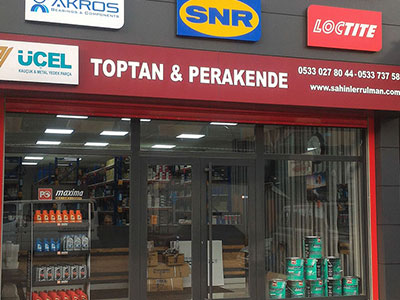 AKROS
BEARINGS & COMPONENTS
SNR
LOCTITE
ÜCEL
KAUÇUK & METAL YEDEK PARÇA
TOPTAN & PERAKENDE
0533 027 80 44 - 0533 737 58
www.sahinlerrulman.com
PO maxima